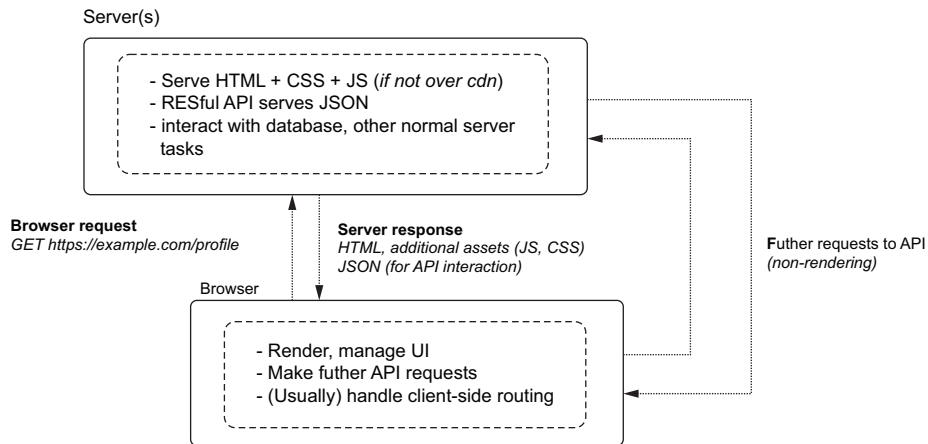 Server(s)
- Serve HTML + CSS + JS (if not over cdn)
- RESful API serves JSON
- interact with database, other normal server
tasks
Browser request
GET https://example.com/profile
Server response
HTML, additional assets (JS, CSS)
JSON (for API interaction)
Futher requests to API
(non-rendering)
Browser
- Render, manage UI
- Make futher API requests
- (Usually) handle client-side routing